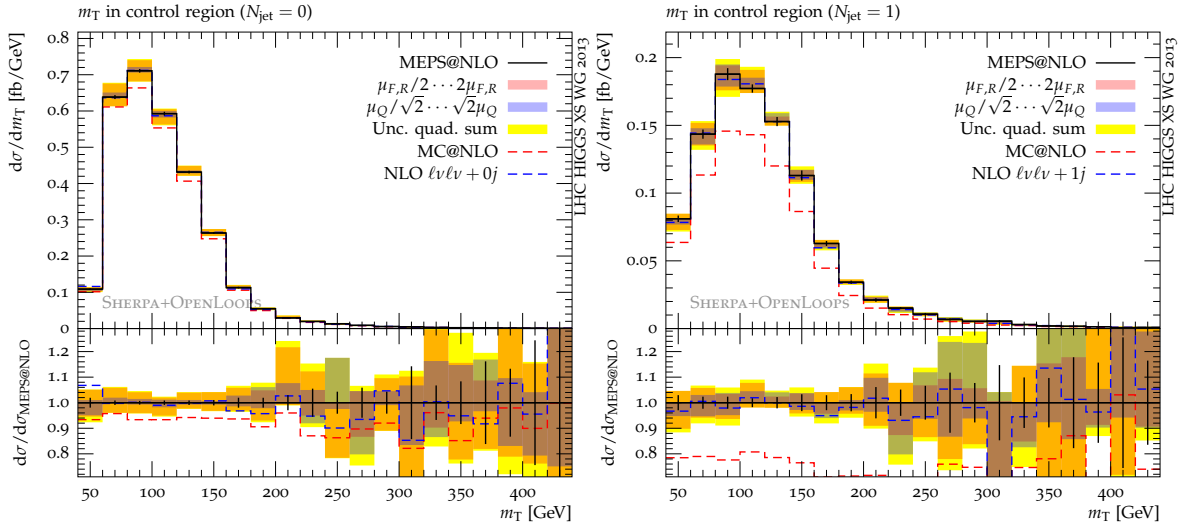 m_T in control region (N_jet = 0)
LHC HIGGS XS WG 2013
MEPS@NLO
μ_F,R/2 ··· 2μ_F,R
μ_Q/√2 ··· √2μ_Q
Unc. quad. sum
MC@NLO
NLO ℓνℓν + 0j
SHERPA+OPENLOOPS
0
0.1
0.2
0.3
0.4
0.5
0.6
0.7
0.8
dσ/dm_T [fb/GeV]
50 100 150 200 250 300 350 400
0.8
0.9
1.0
1.1
1.2
m_T [GeV]
dσ/dσ_MEPS@NLO
m_T in control region (N_jet = 1)
LHC HIGGS XS WG 2013
MEPS@NLO
μ_F,R/2 ··· 2μ_F,R
μ_Q/√2 ··· √2μ_Q
Unc. quad. sum
MC@NLO
NLO ℓνℓν + 1j
SHERPA+OPENLOOPS
0
0.05
0.1
0.15
0.2
dσ/dm_T [fb/GeV]
50 100 150 200 250 300 350 400
0.8
0.9
1.0
1.1
1.2
m_T [GeV]
dσ/dσ_MEPS@NLO